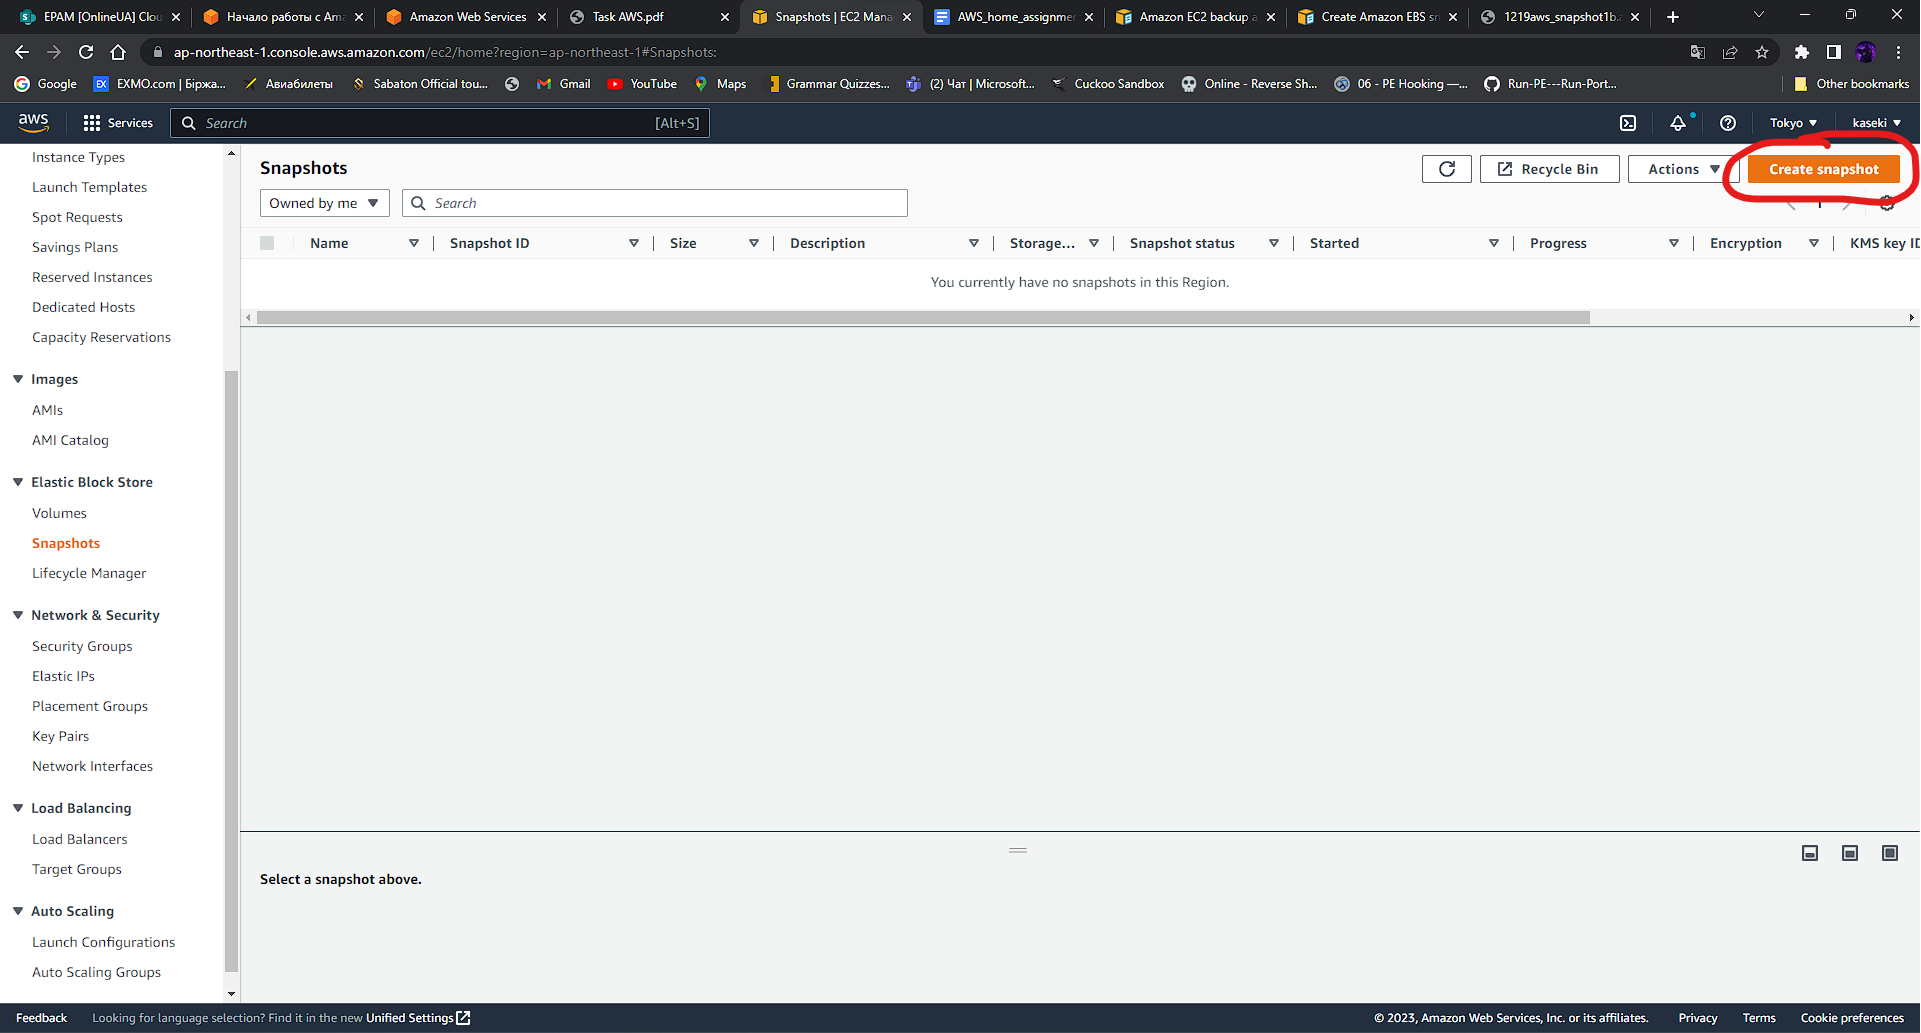 EPAM [OnlineUA] Clou
Начало работы с Ama
Amazon Web Services
Task AWS.pdf
Snapshots | EC2 Mana
AWS_home_assignmen
Amazon EC2 backup a
Create Amazon EBS sn
1219aws_snapshot1b.
ap-northeast-1.console.aws.amazon.com/ec2/home?region=ap-northeast-1#Snapshots:
Google
EX
EXMO.com | Біржа...
Авиабилеты
Sabaton Official tou...
Gmail
YouTube
Maps
Grammar Quizzes...
(2) Чат | Microsoft...
Cuckoo Sandbox
Online - Reverse Sh...
06 - PE Hooking —...
Run-PE---Run-Port...
Other bookmarks
aws
Services
Search
[Alt+S]
Tokyo
kaseki
Instance Types
Launch Templates
Spot Requests
Savings Plans
Reserved Instances
Dedicated Hosts
Capacity Reservations
Images
AMIs
AMI Catalog
Elastic Block Store
Volumes
Snapshots
Lifecycle Manager
Network & Security
Security Groups
Elastic IPs
Placement Groups
Key Pairs
Network Interfaces
Load Balancing
Load Balancers
Target Groups
Auto Scaling
Launch Configurations
Auto Scaling Groups
Snapshots
Recycle Bin
Actions
Create snapshot
Owned by me
Search
1
Name
Snapshot ID
Size
Description
Storage...
Snapshot status
Started
Progress
Encryption
KMS key ID
You currently have no snapshots in this Region.
Select a snapshot above.
Feedback
Looking for language selection? Find it in the new Unified Settings
© 2023, Amazon Web Services, Inc. or its affiliates.
Privacy
Terms
Cookie preferences